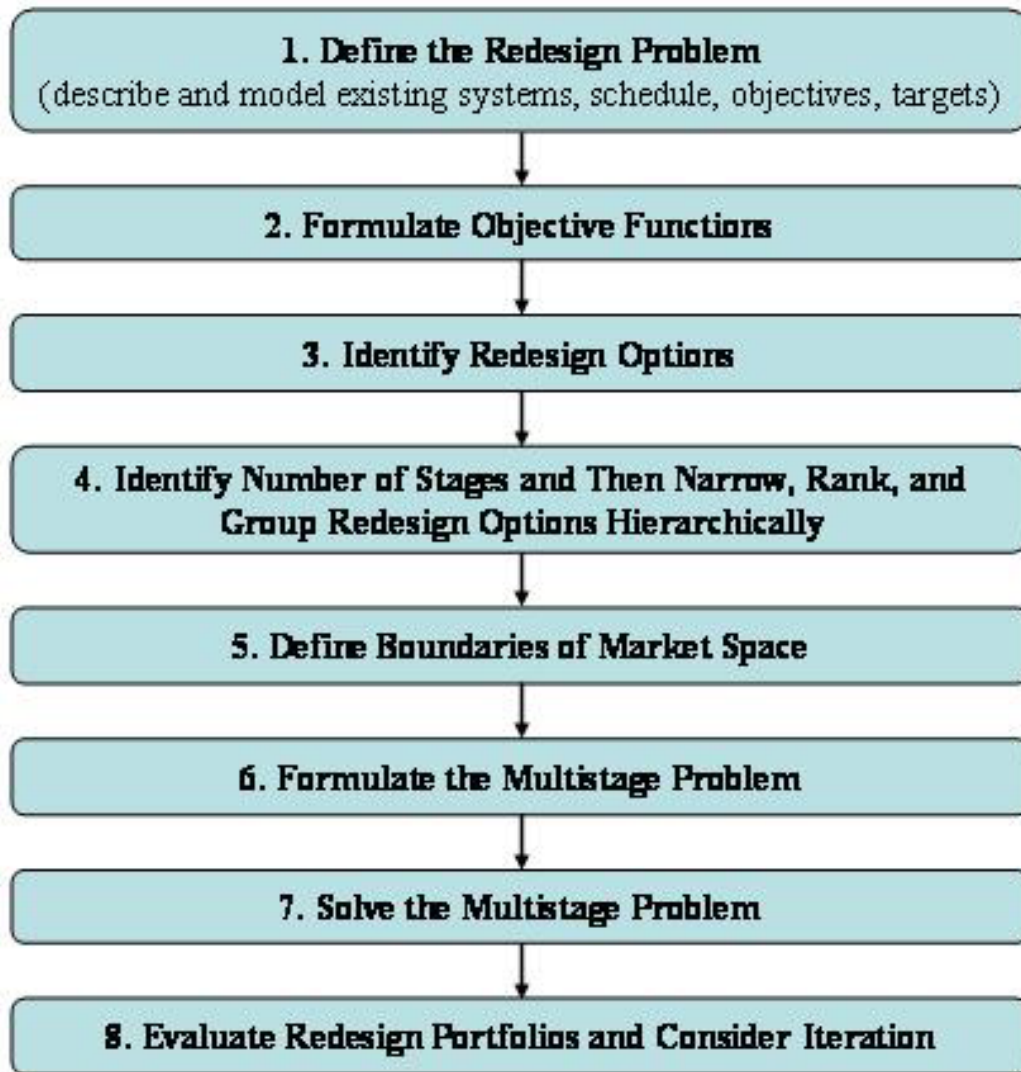 1. Define the Redesign Problem
(describe and model existing systems, schedule, objectives, targets)
2. Formulate Objective Functions
3. Identify Redesign Options
4. Identify Number of Stages and Then Narrow, Rank, and
Group Redesign Options Hierarchically
5. Define Boundaries of Market Space
6. Formulate the Multistage Problem
7. Solve the Multistage Problem
8. Evaluate Redesign Portfolios and Consider Iteration